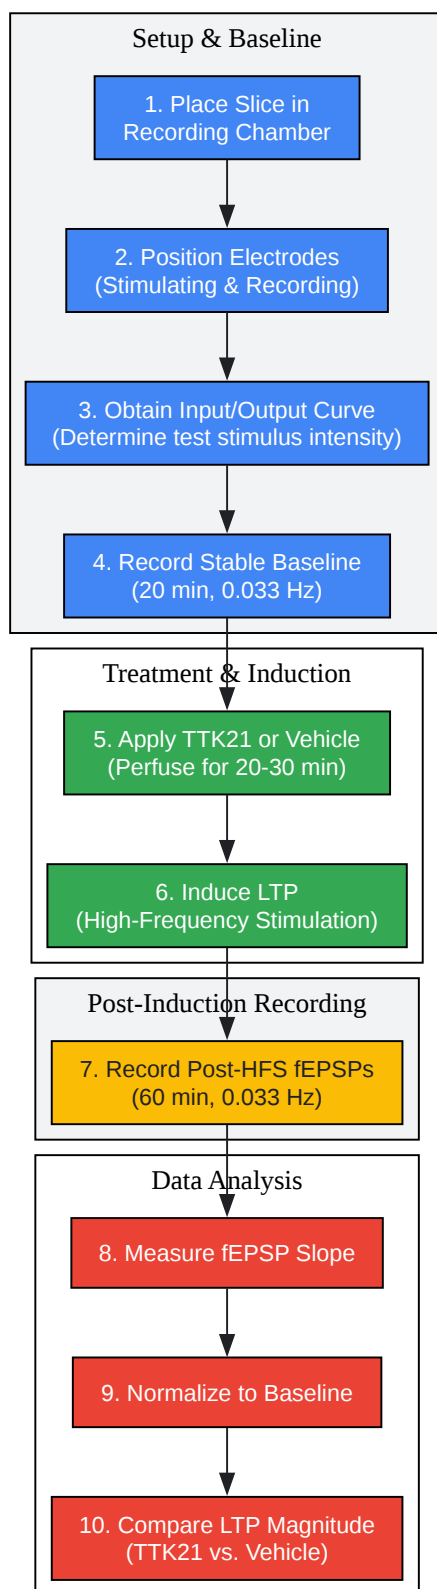 Setup & Baseline
1. Place Slice in
Recording Chamber
2. Position Electrodes
(Stimulating & Recording)
3. Obtain Input/Output Curve
(Determine test stimulus intensity)
4. Record Stable Baseline
(20 min, 0.033 Hz)
Treatment & Induction
5. Apply TTK21 or Vehicle
(Perfuse for 20-30 min)
6. Induce LTP
(High-Frequency Stimulation)
Post-Induction Recording
7. Record Post-HFS fEPSPs
(60 min, 0.033 Hz)
Data Analysis
8. Measure fEPSP Slope
9. Normalize to Baseline
10. Compare LTP Magnitude
(TTK21 vs. Vehicle)